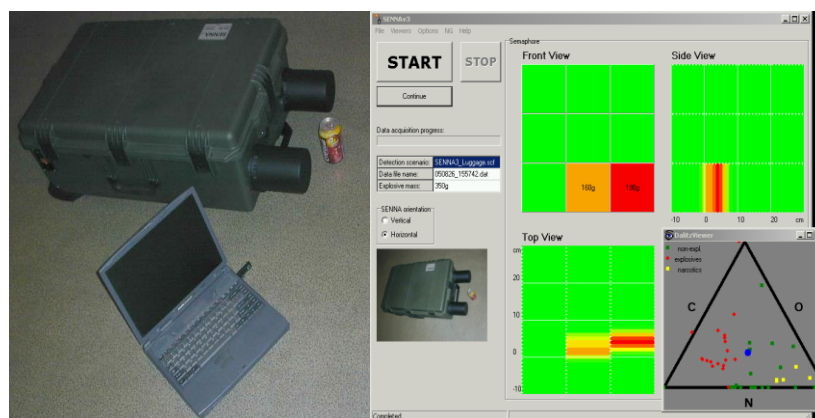 SENNA
SENNAv3
File Viewers Options NG Help
START
STOP
Continue
Data acquisition progress:
Detection scenario: SENNA3_Luggage.scf
Data file name: 050826_155742.dat
Explosive mass: 350g
SENNA orientation
Vertical
Horizontal
Completed
Semaphore
Front View
Side View
160g
190g
-10 0 10 20 cm
Top View
cm
20
10
0
-10
DalitzViewer
non-expl.
explosives
narcotics
C
O
N